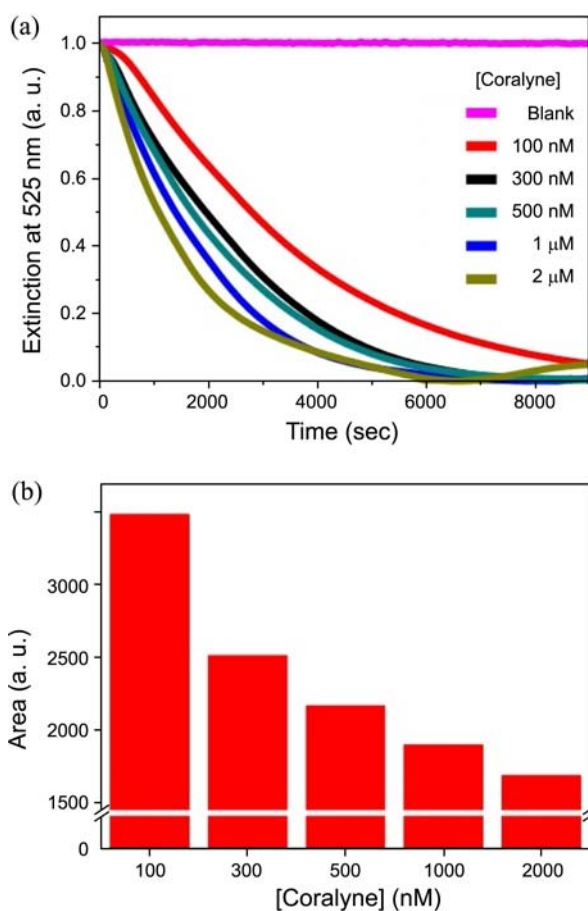 (a)
Extinction at 525 nm (a. u.)
1.0
0.8
0.6
0.4
0.2
0.0
[Coralyne]
Blank
100 nM
300 nM
500 nM
1 μM
2 μM
0 2000 4000 6000 8000
Time (sec)
(b)
Area (a. u.)
3000
2500
2000
1500
0
100 300 500 1000 2000
[Coralyne] (nM)